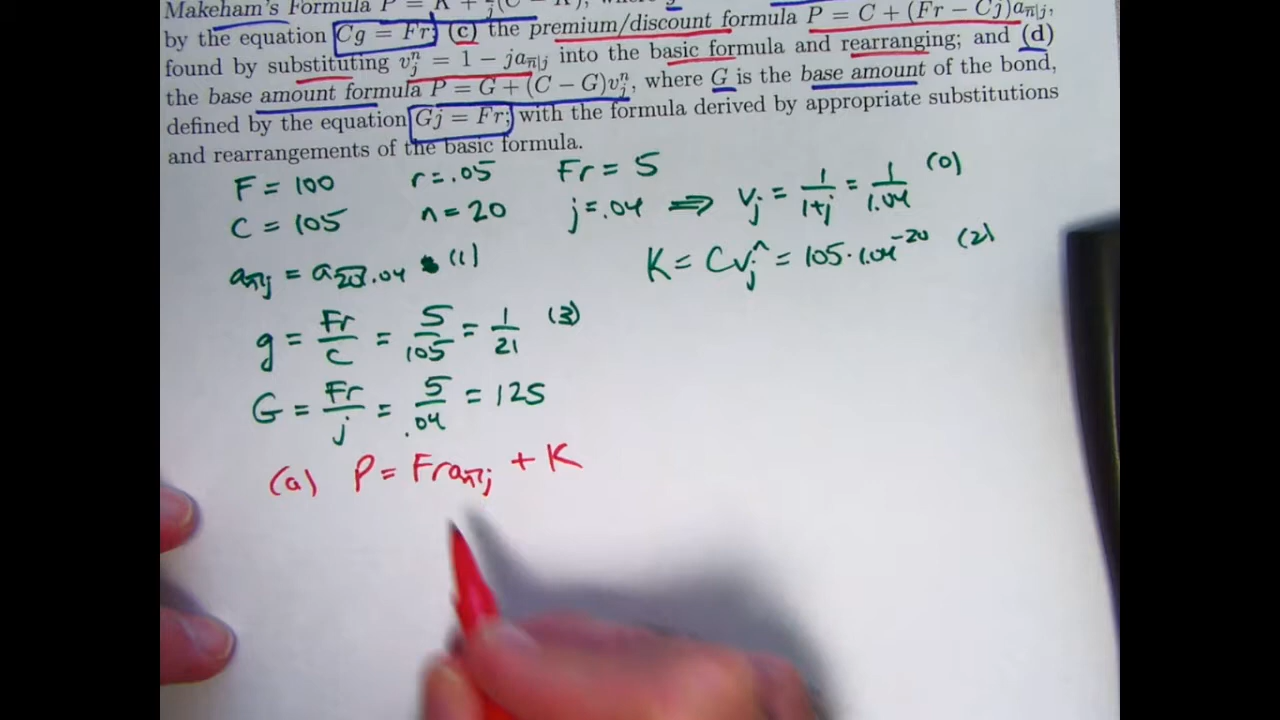 Makeham's Formula P = K + (C − K), where g
by the equation Cg = Fr; (c) the premium/discount formula P = C + (Fr − Cj)a_{n̅|j},
found by substituting v_j^n = 1 − ja_{n̅|j} into the basic formula and rearranging; and (d)
the base amount formula P = G + (C − G)v_j^n, where G is the base amount of the bond,
defined by the equation Gj = Fr; with the formula derived by appropriate substitutions
and rearrangements of the basic formula.
F = 100 r = .05 Fr = 5
C = 105 n = 20 j = .04 ⇒ v_j = 1/(1+j) = 1/1.04 (0)
a_{n̅|j} = a_{20̅|.04} (1) K = Cv_j^n = 105·1.04^{-20} (2)
g = Fr/C = 5/105 = 1/21 (3)
G = Fr/j = 5/.04 = 125
(a) P = Fra_{n̅|j} + K